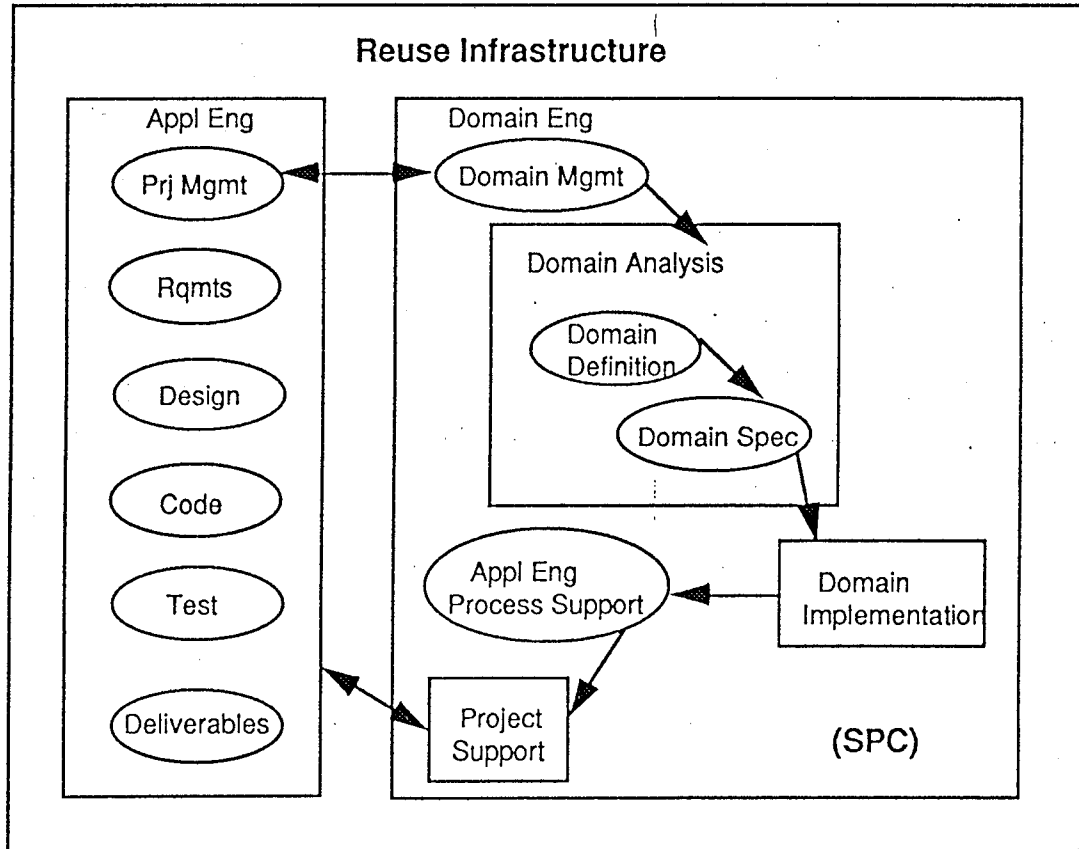 Reuse Infrastructure
Appl Eng
Prj Mgmt
Rqmts
Design
Code
Test
Deliverables
Domain Eng
Domain Mgmt
Domain Analysis
Domain
Definition
Domain Spec
Domain
Implementation
Appl Eng
Process Support
Project
Support
(SPC)